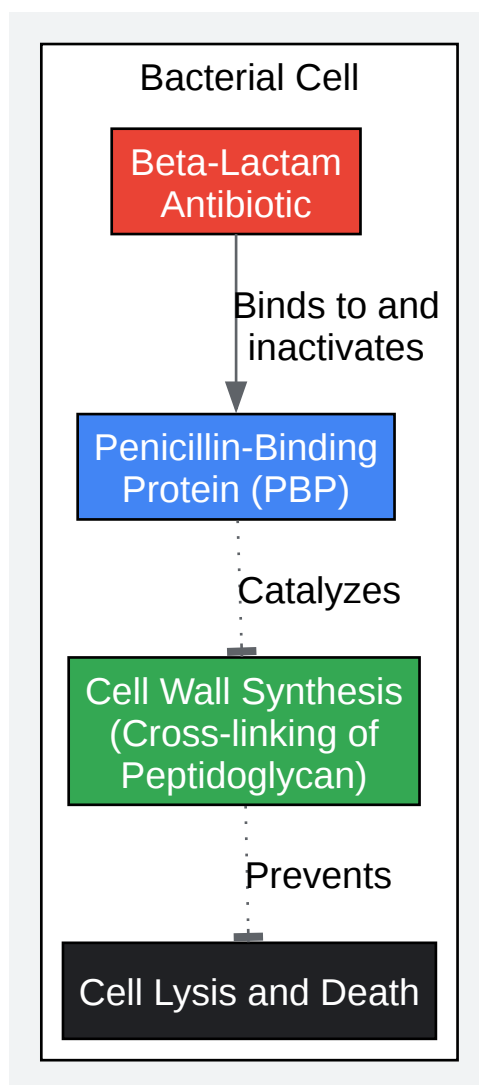 Bacterial Cell
Beta-Lactam
Antibiotic
Binds to and
inactivates
Penicillin-Binding
Protein (PBP)
Catalyzes
Cell Wall Synthesis
(Cross-linking of
Peptidoglycan)
Prevents
Cell Lysis and Death